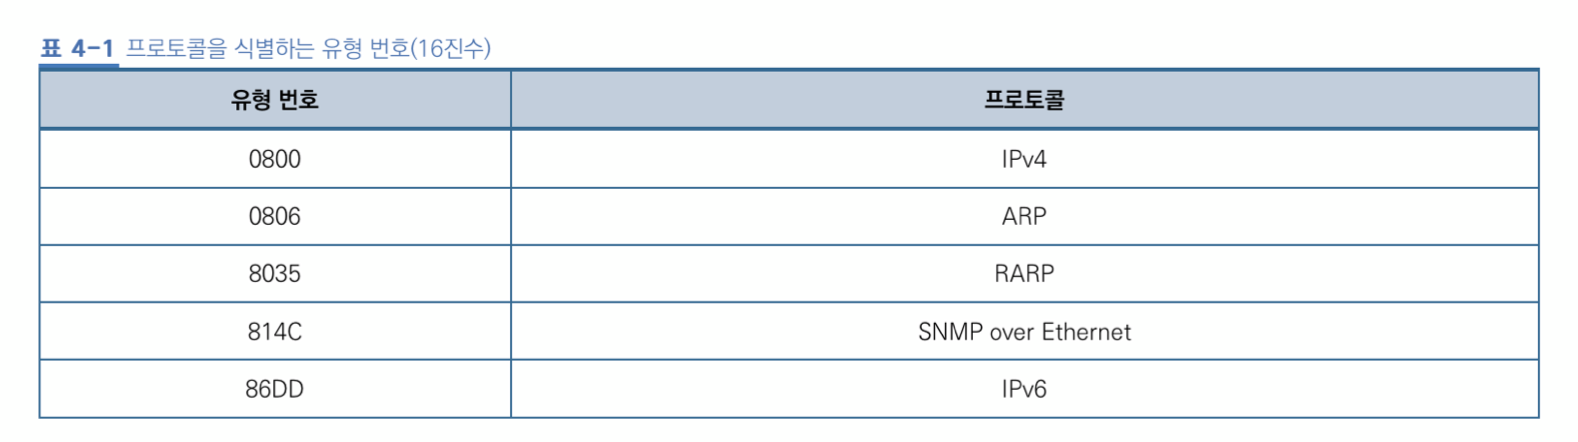 표 4-1 프로토콜을 식별하는 유형 번호(16진수)
유형 번호 프로토콜
0800 IPv4
0806 ARP
8035 RARP
814C SNMP over Ethernet
86DD IPv6